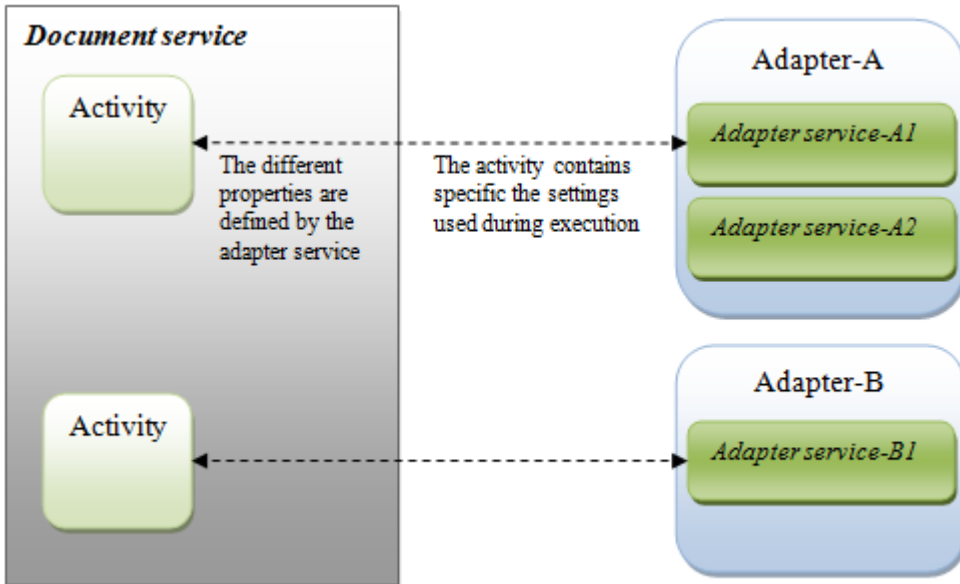 Document service
Activity
The different
properties are
defined by the
adapter service
The activity contains
specific the settings
used during execution
Adapter-A
Adapter service-A1
Adapter service-A2
Activity
Adapter-B
Adapter service-B1